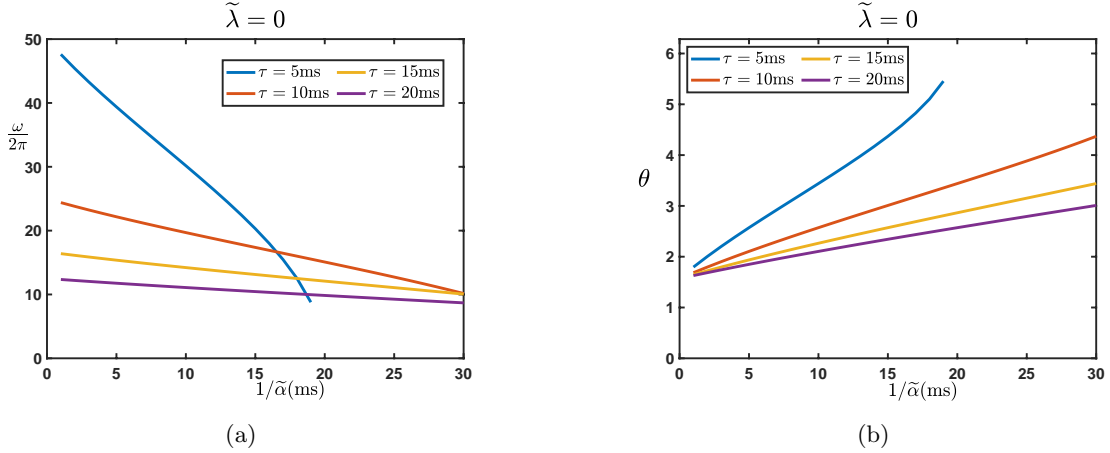 λ̃ = 0
50
40
30
20
10
0
ω/2π
τ = 5ms
τ = 15ms
τ = 10ms
τ = 20ms
0 5 10 15 20 25 30
1/α̃(ms)
(a)
λ̃ = 0
6
5
4
3
2
1
0
θ
τ = 5ms
τ = 15ms
τ = 10ms
τ = 20ms
0 5 10 15 20 25 30
1/α̃(ms)
(b)